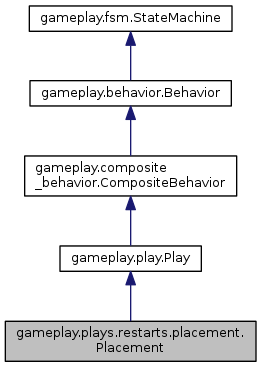 gameplay.fsm.StateMachine
gameplay.behavior.Behavior
gameplay.composite
_behavior.CompositeBehavior
gameplay.play.Play
gameplay.plays.restarts.placement.
Placement